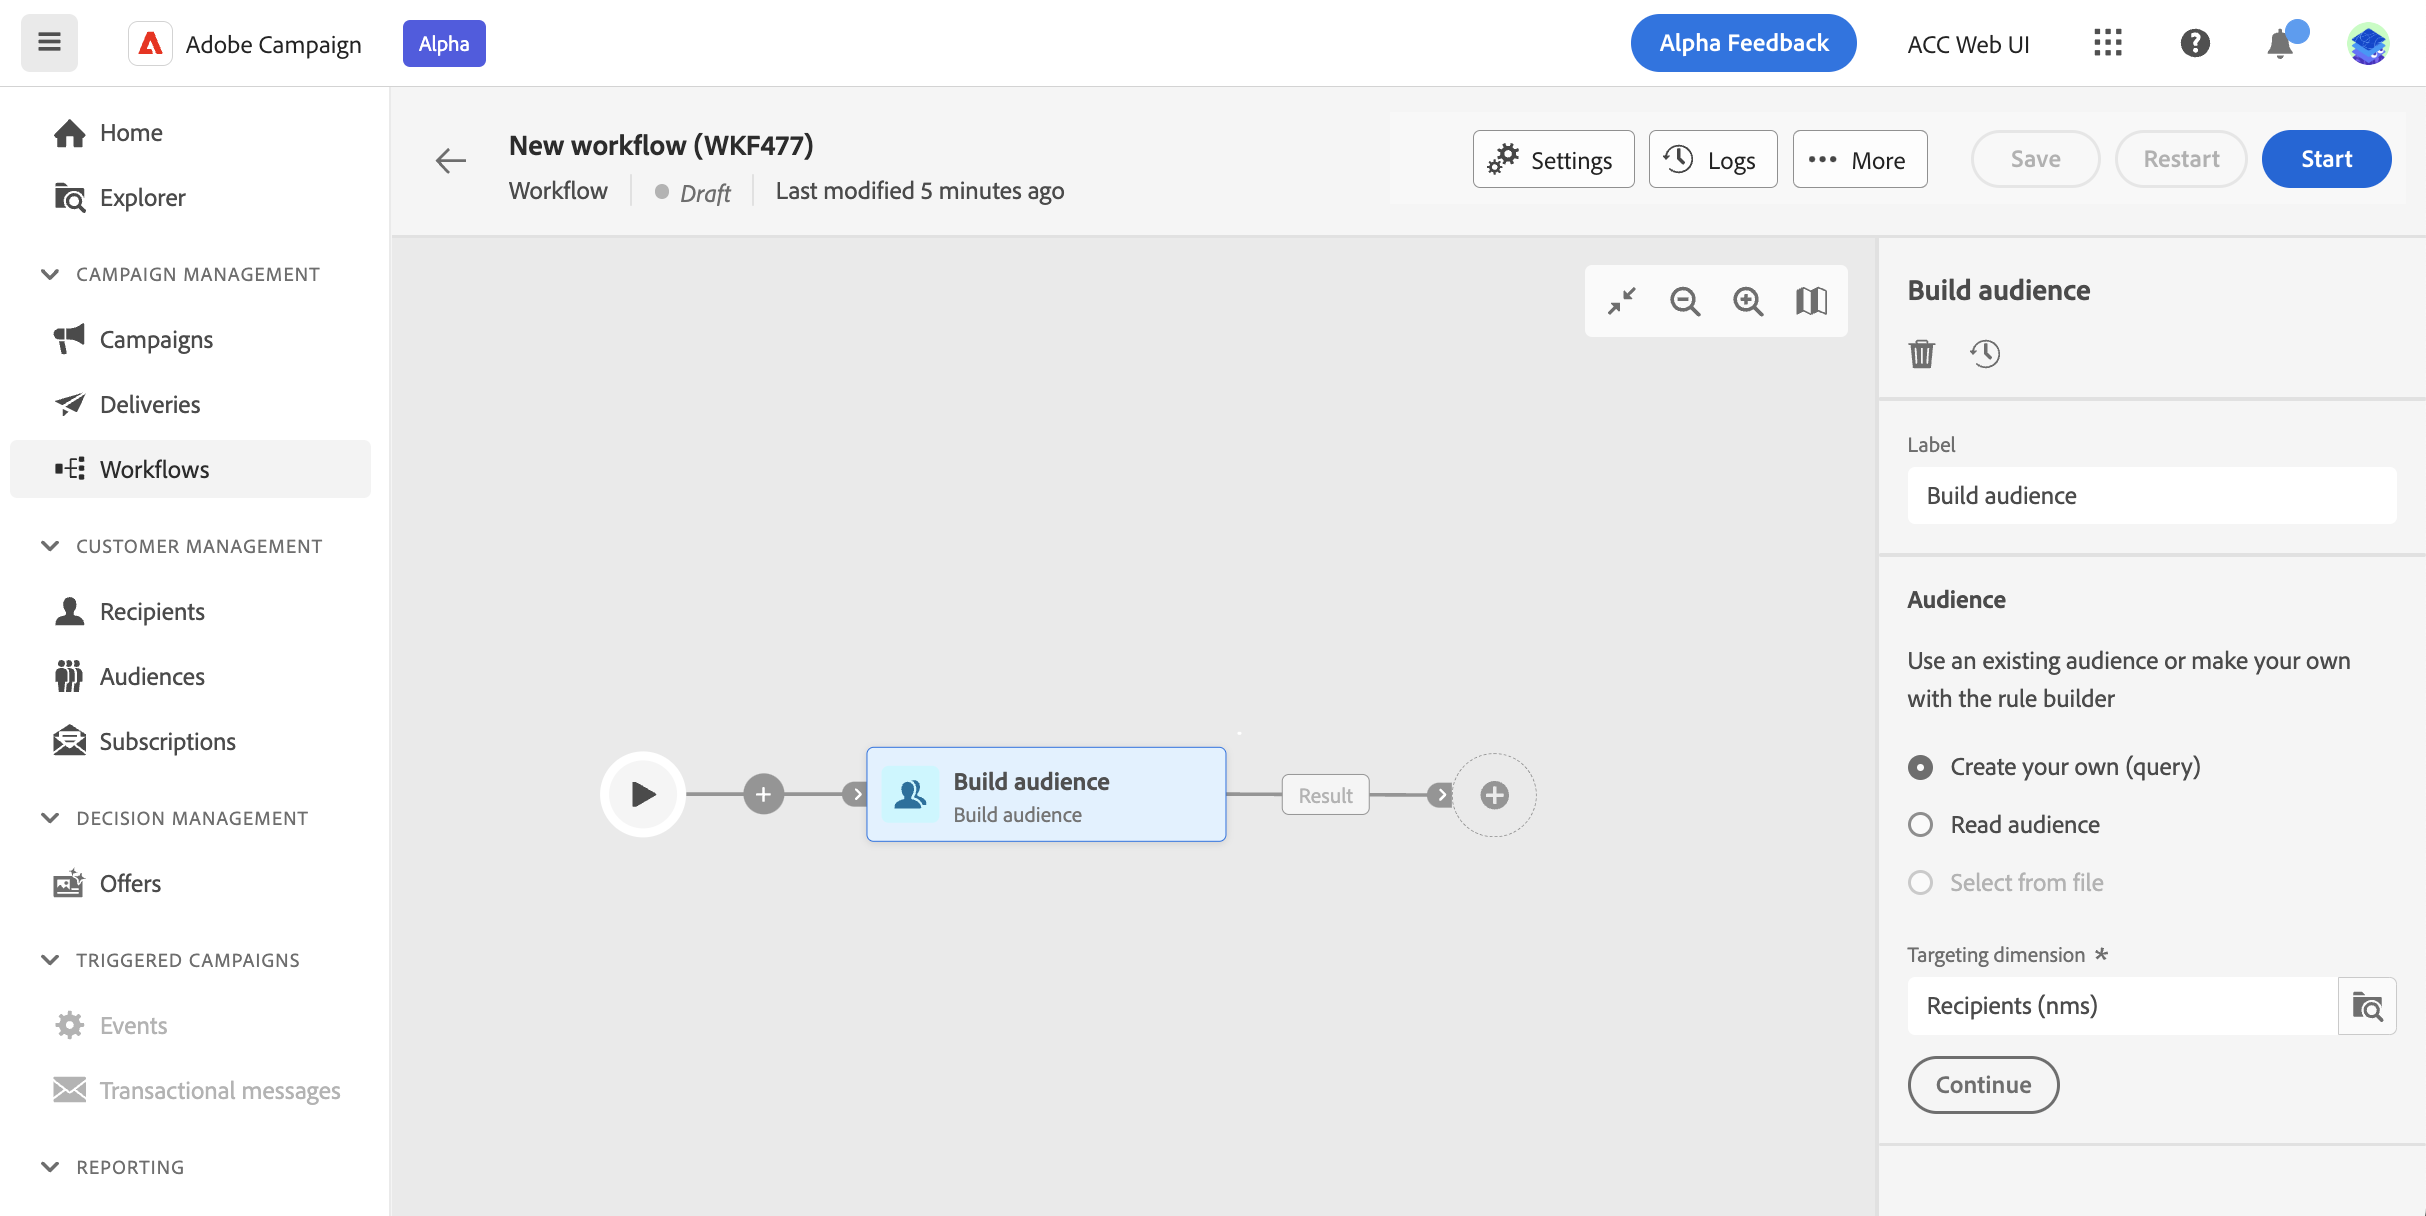 Adobe Campaign
Alpha
Alpha Feedback
ACC Web UI
Home
Explorer
CAMPAIGN MANAGEMENT
Campaigns
Deliveries
Workflows
CUSTOMER MANAGEMENT
Recipients
Audiences
Subscriptions
DECISION MANAGEMENT
Offers
TRIGGERED CAMPAIGNS
Events
Transactional messages
REPORTING
New workflow (WKF477)
Workflow
Draft
Last modified 5 minutes ago
Settings
Logs
More
Save
Restart
Start
Build audience
Build audience
Result
Build audience
Label
Build audience
Audience
Use an existing audience or make your own
with the rule builder
Create your own (query)
Read audience
Select from file
Targeting dimension *
Recipients (nms)
Continue